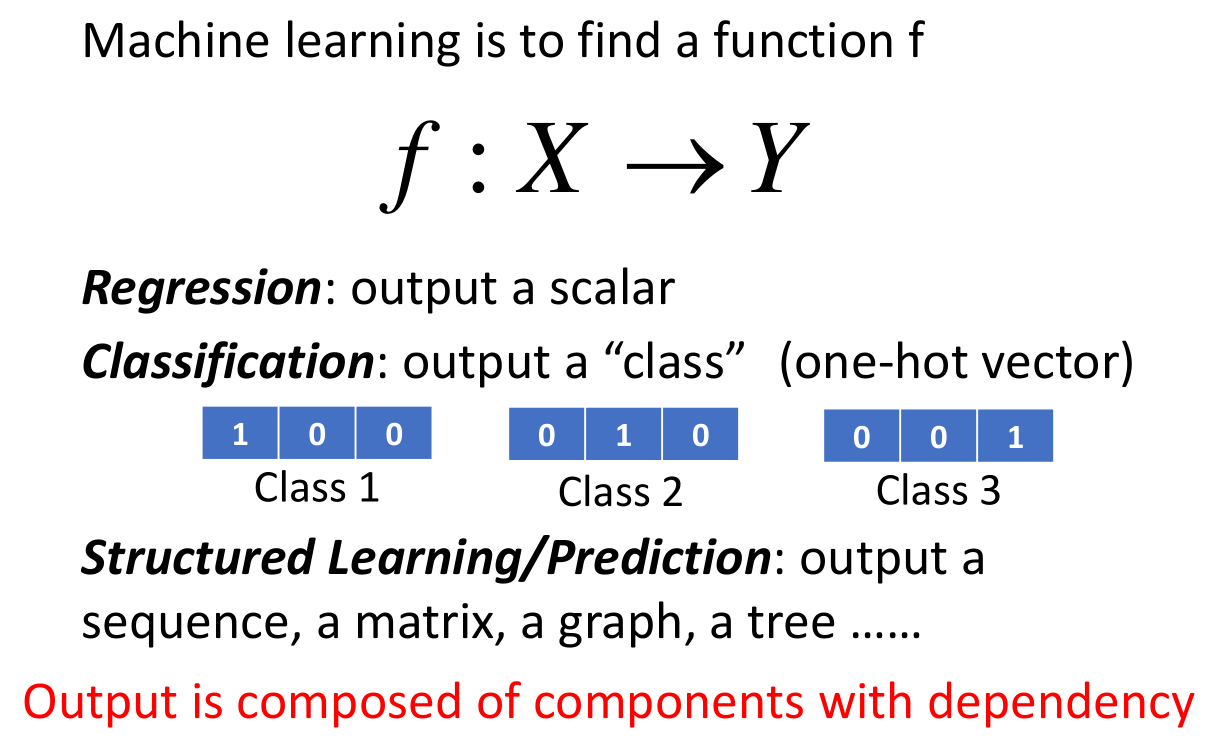 Machine learning is to find a function f
f : X → Y
Regression: output a scalar
Classification: output a “class” (one-hot vector)
1 0 0 0 1 0 0 0 1
Class 1 Class 2 Class 3
Structured Learning/Prediction: output a
sequence, a matrix, a graph, a tree ……
Output is composed of components with dependency